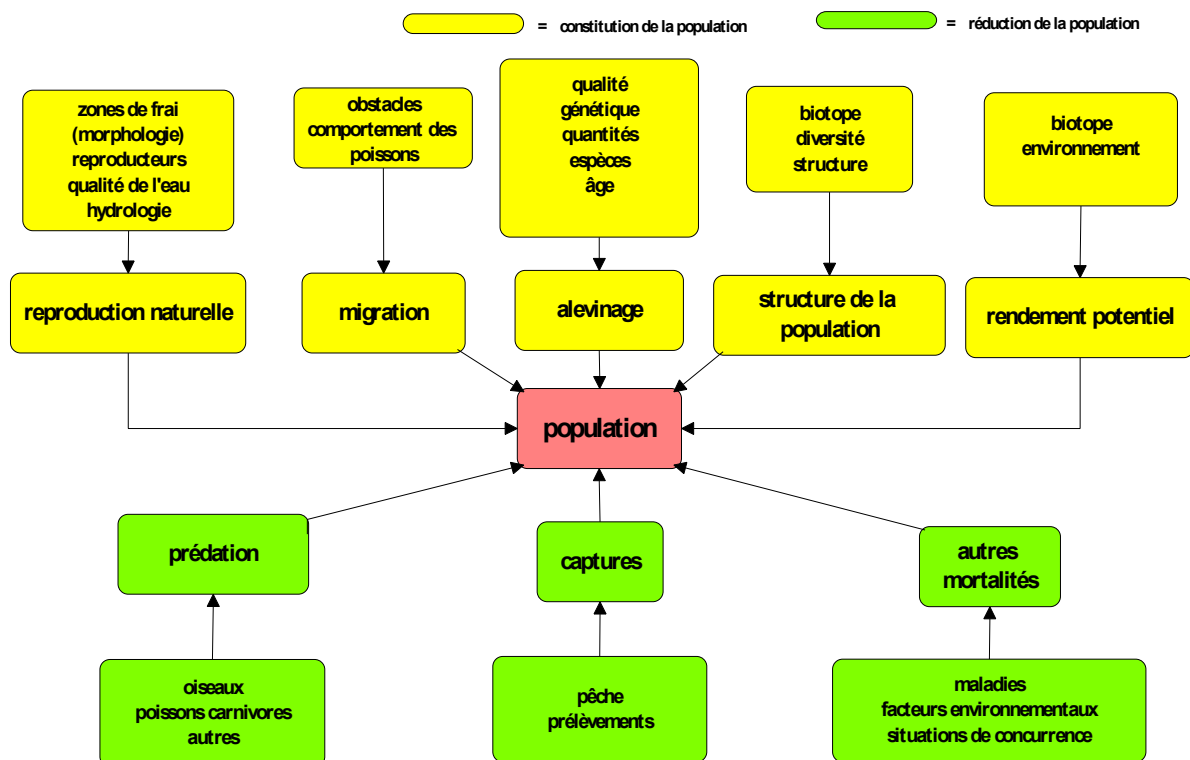 = constitution de la population
= réduction de la population
zones de frai
(morphologie)
reproducteurs
qualité de l'eau
hydrologie
obstacles
comportement des
poissons
qualité
génétique
quantités
espèces
âge
biotope
diversité
structure
biotope
environnement
reproduction naturelle
migration
alevinage
structure de la
population
rendement potentiel
population
prédation
captures
autres
mortalités
oiseaux
poissons carnivores
autres
pêche
prélèvements
maladies
facteurs environnementaux
situations de concurrence